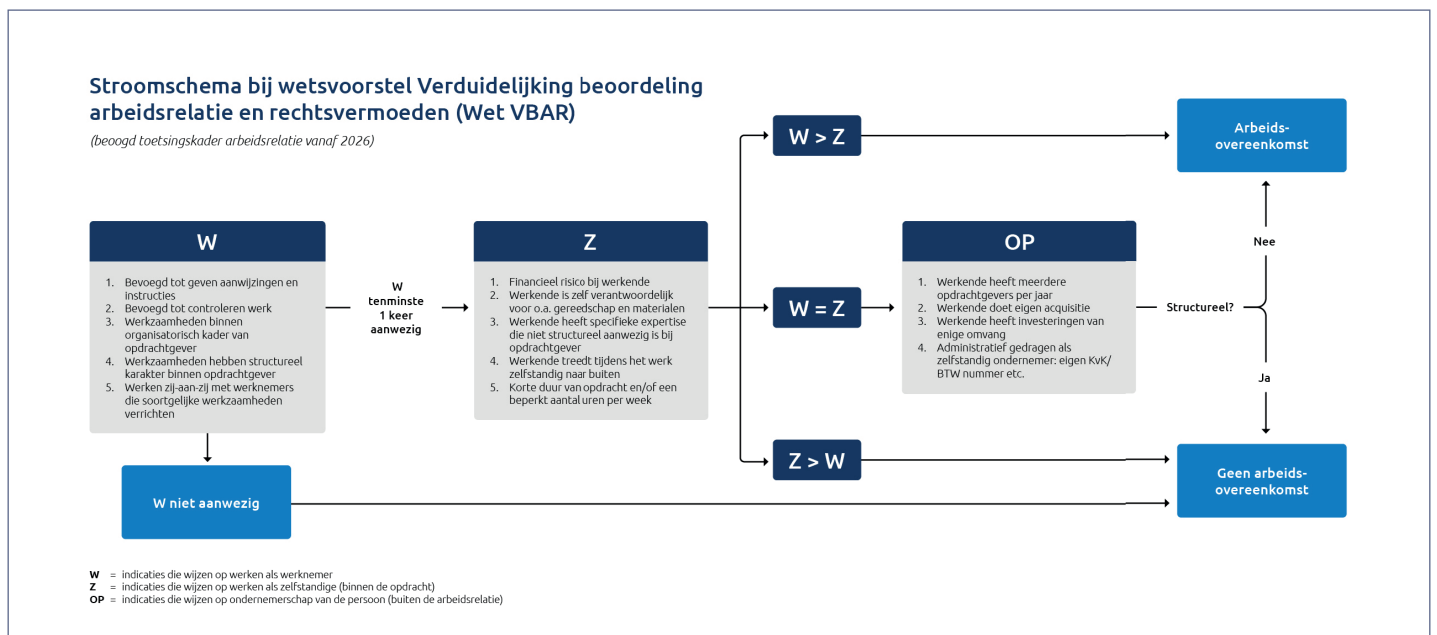 Stroomschema bij wetsvoorstel Verduidelijking beoordeling
arbeidsrelatie en rechtsvermoeden (Wet VBAR)
(beoogd toetsingskader arbeidsrelatie vanaf 2026)
W
1. Bevoegd tot geven aanwijzingen en
instructies
2. Bevoegd tot controleren werk
3. Werkzaamheden binnen
organisatorisch kader van
opdrachtgever
4. Werkzaamheden hebben structureel
karakter binnen opdrachtgever
5. Werken zij-aan-zij met werknemers
die soortgelijke werkzaamheden
verrichten
W niet aanwezig
W
tenminste
1 keer
aanwezig
Z
1. Financieel risico bij werkende
2. Werkende is zelf verantwoordelijk
voor o.a. gereedschap en materialen
3. Werkende heeft specifieke expertise
die niet structureel aanwezig is bij
opdrachtgever
4. Werkende treedt tijdens het werk
zelfstandig naar buiten
5. Korte duur van opdracht en/of een
beperkt aantal uren per week
W > Z
W = Z
Z > W
OP
1. Werkende heeft meerdere
opdrachtgevers per jaar
2. Werkende doet eigen acquisitie
3. Werkende heeft investeringen van
enige omvang
4. Administratief gedragen als
zelfstandig ondernemer: eigen KvK/
BTW nummer etc.
Structureel?
Nee
Ja
Arbeids-
overeenkomst
Geen arbeids-
overeenkomst
W = indicaties die wijzen op werken als werknemer
Z = indicaties die wijzen op werken als zelfstandige (binnen de opdracht)
OP = indicaties die wijzen op ondernemerschap van de persoon (buiten de arbeidsrelatie)